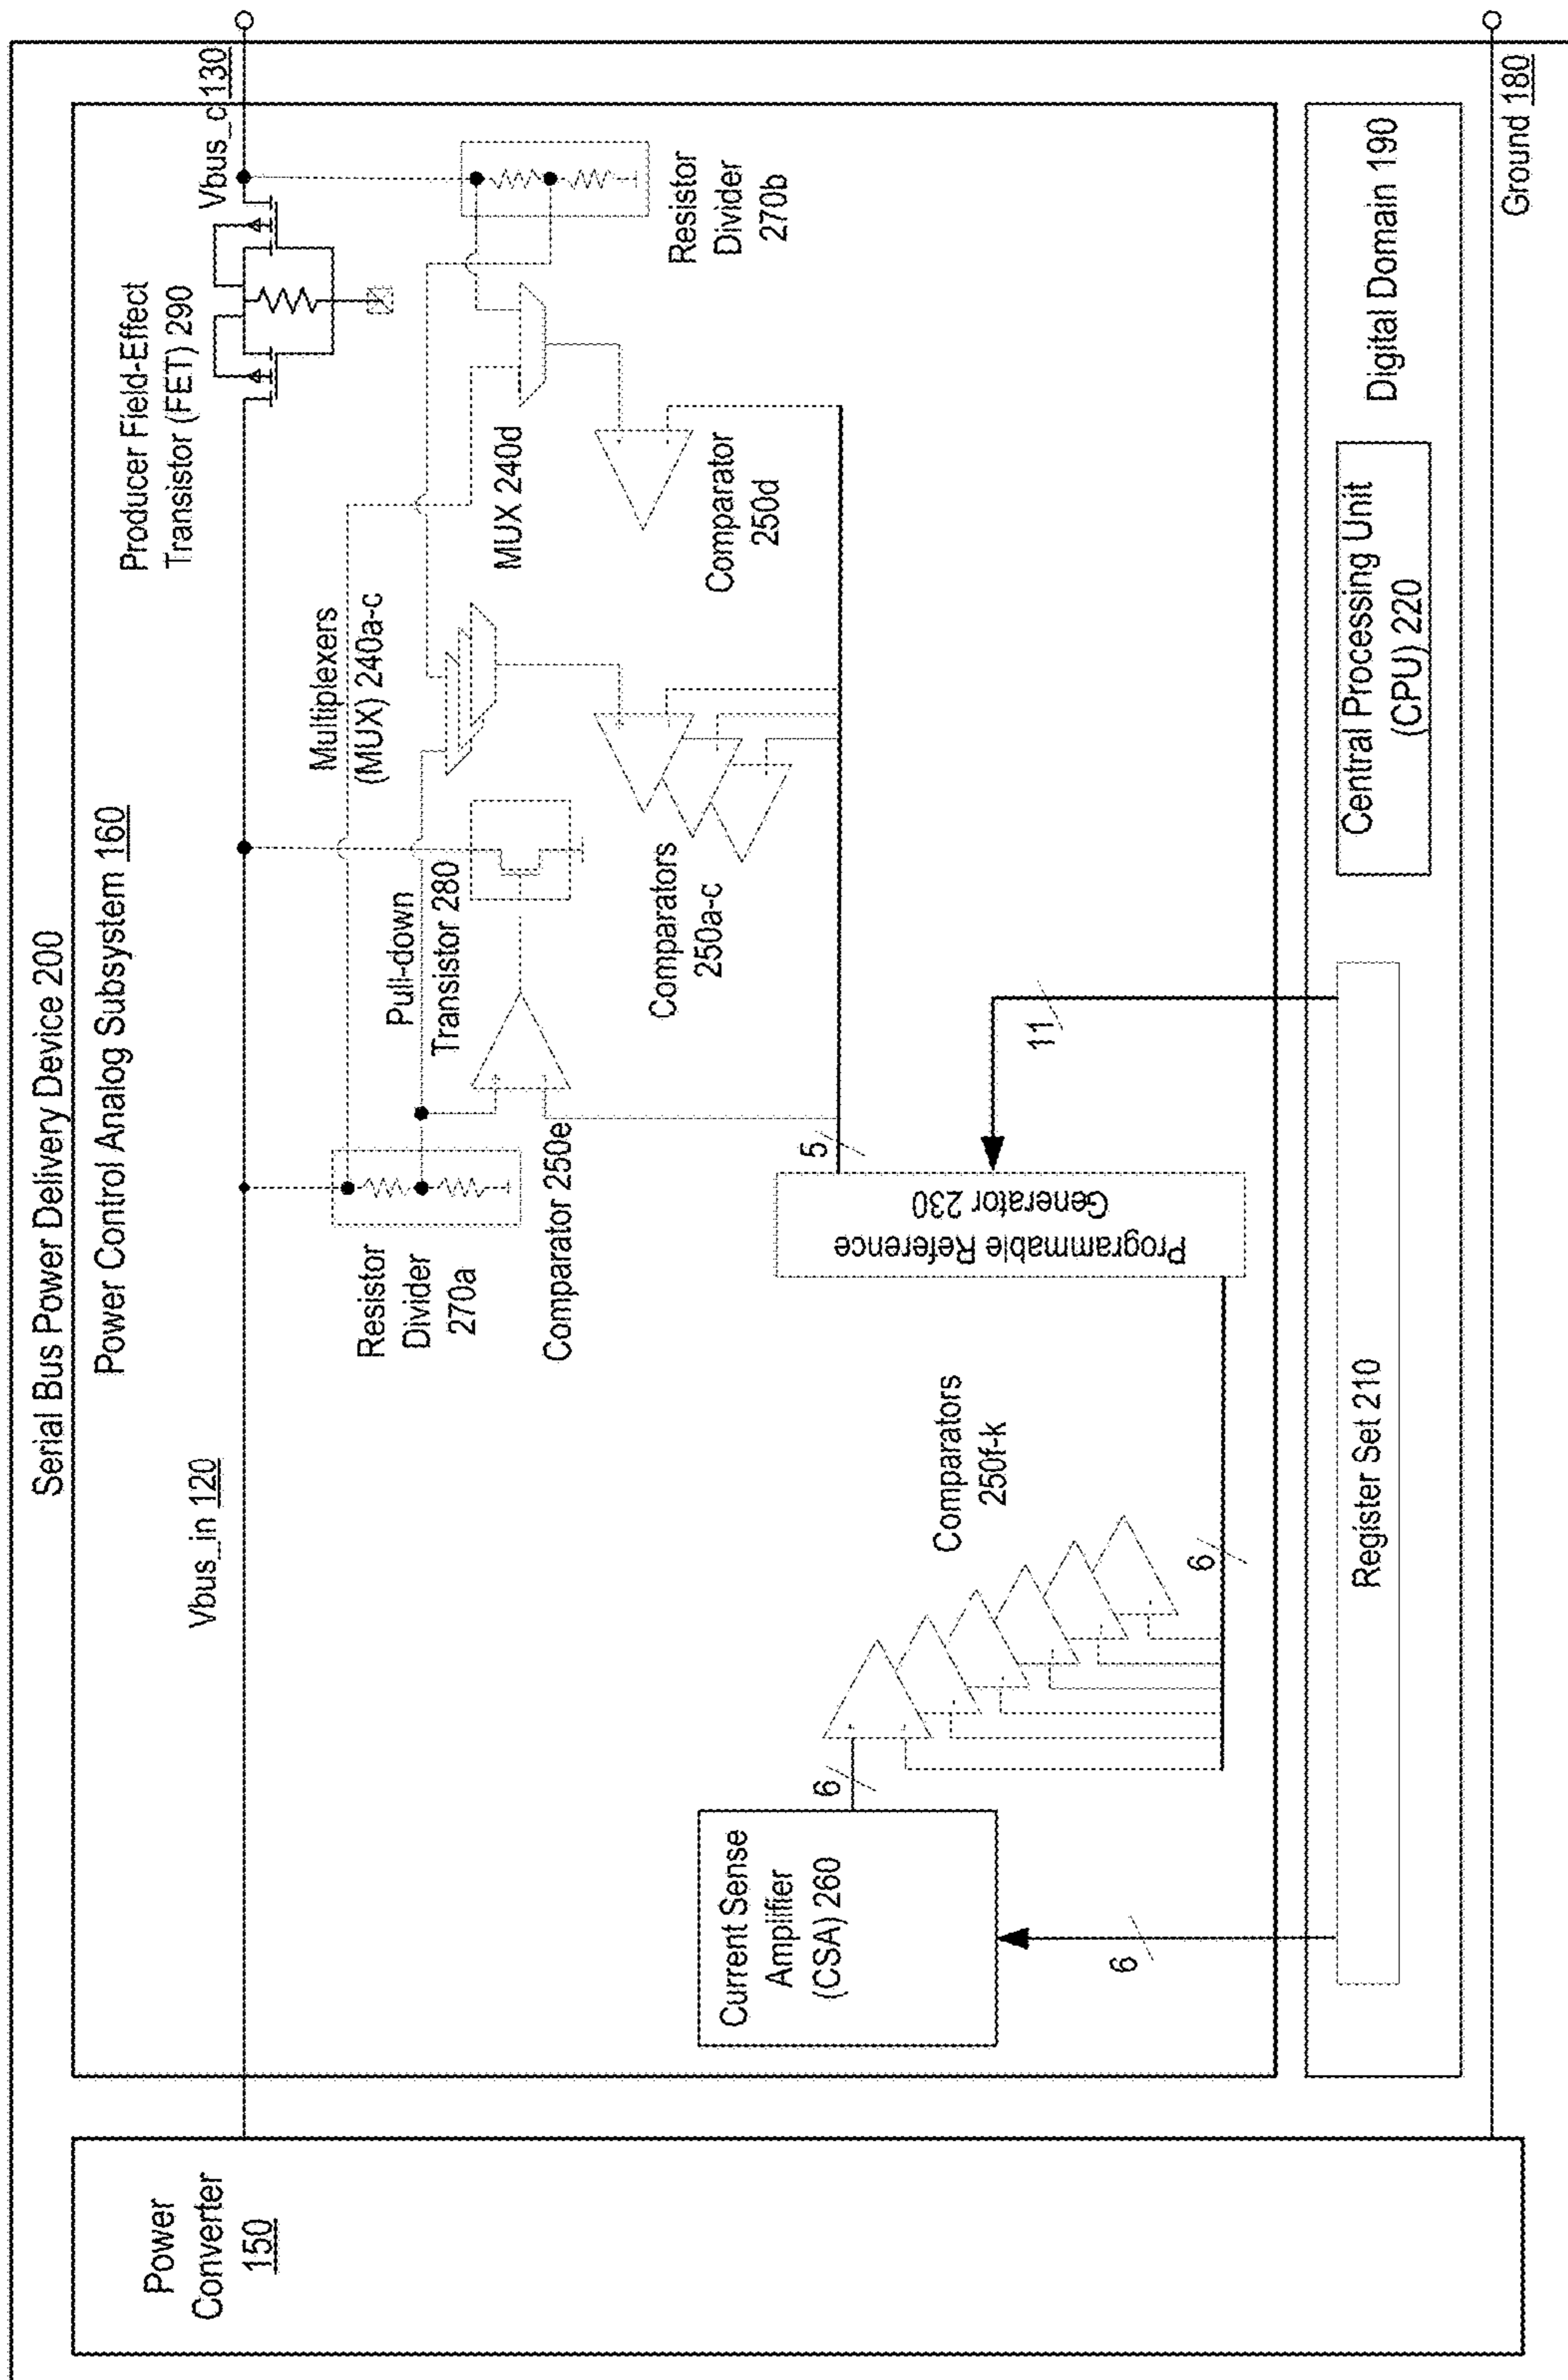 Serial Bus Power Delivery Device 200
Power Control Analog Subsystem 160
Power
Converter
150
Vbus_in 120
Vbus_c 130
Producer Field-Effect
Transistor (FET) 290
Resistor
Divider
270a
Comparator 250e
Pull-down
Transistor 280
Multiplexers
(MUX) 240a-c
MUX 240d
Resistor
Divider
270b
Comparators
250a-c
Comparator
250d
5
Programmable Reference
Generator 230
11
Current Sense
Amplifier
(CSA) 260
6
Comparators
250f-k
6
6
Register Set 210
Central Processing Unit
(CPU) 220
Digital Domain 190
Ground 180